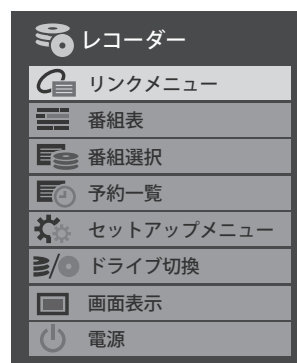 レコーダー
リンクメニュー
番組表
番組選択
予約一覧
セットアップメニュー
ドライブ切換
画面表示
電源